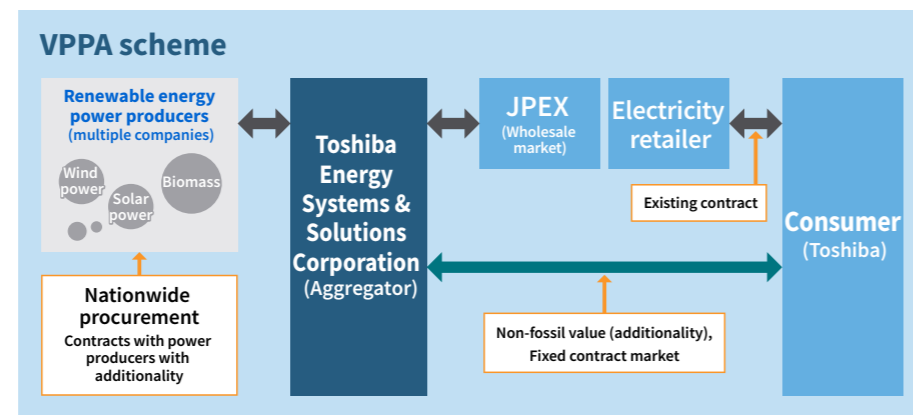 VPPA scheme
Renewable energy
power producers
(multiple companies)
Wind
power
Solar
power
Biomass
Nationwide
procurement
Contracts with power
producers with
additionality
Toshiba
Energy
Systems &
Solutions
Corporation
(Aggregator)
JPEX
(Wholesale
market)
Electricity
retailer
Existing contract
Non-fossil value (additionality),
Fixed contract market
Consumer
(Toshiba)